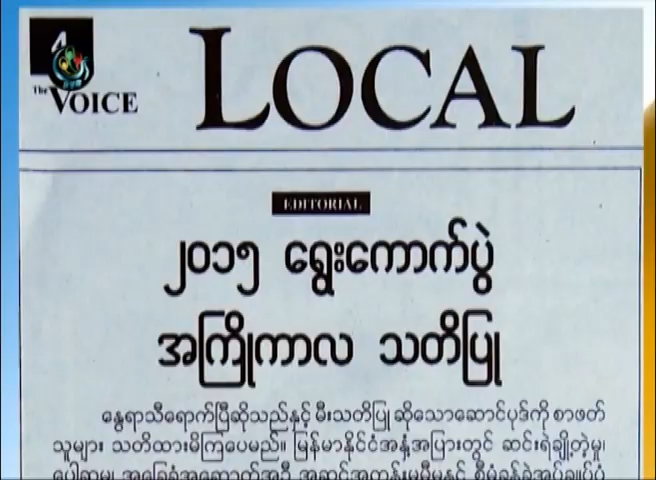 The VOICE
LOCAL
EDITORIAL
၂၀၁၅ ရွေးကောက်ပွဲ
အကြိုကာလ သတိပြု
နွေရာသီရောက်ပြီဆိုသည်နှင့် မီးသတိပြု ဆိုသောဆောင်ပုဒ်ကို စာဖတ်
သူများ သတိထားမိကြပေမည်။ မြန်မာနိုင်ငံအနှံ့အပြားတွင် ဆင်းရဲချို့တဲ့မှု၊